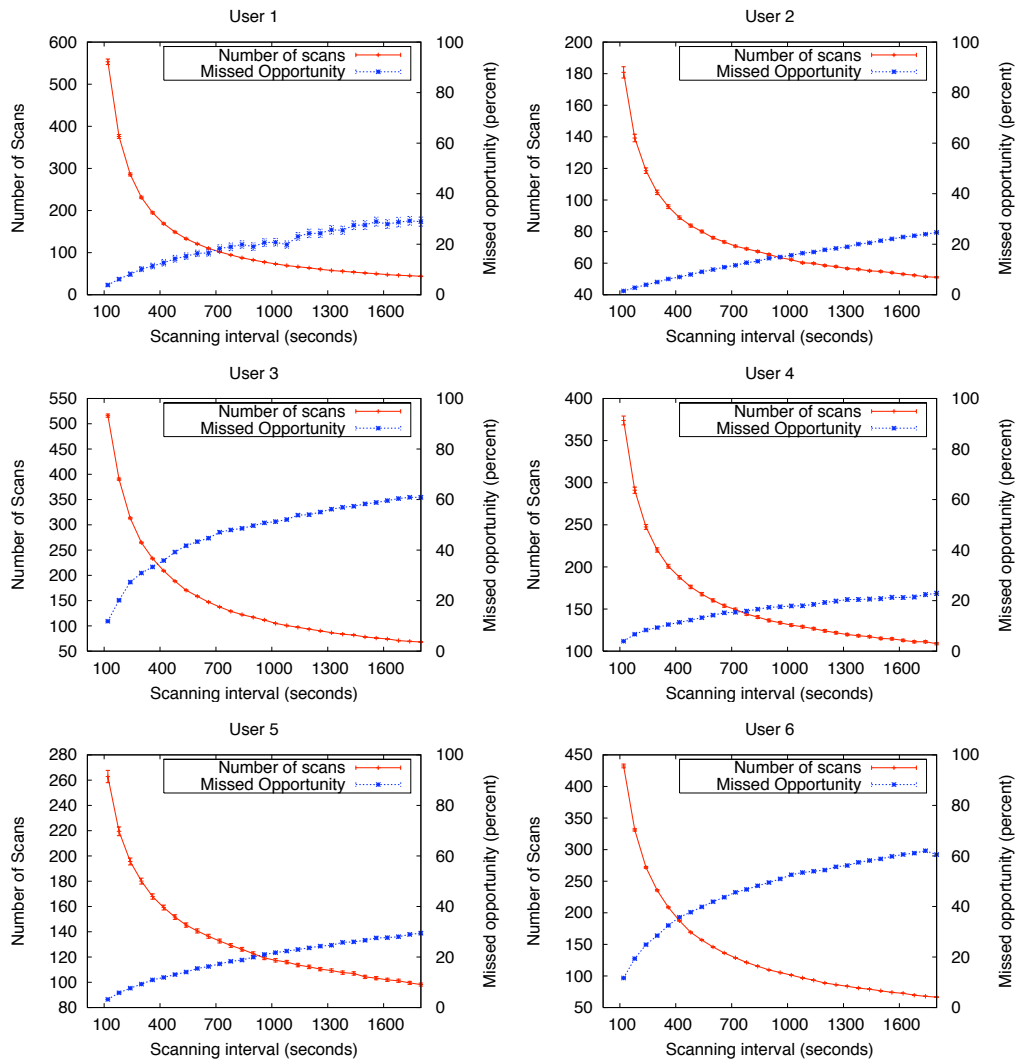 User 1
Number of scans
Missed Opportunity
Number of Scans
600
500
400
300
200
100
0
100
80
60
40
20
0
Missed opportunity (percent)
100 400 700 1000 1300 1600
Scanning interval (seconds)
User 2
Number of scans
Missed Opportunity
Number of Scans
200
180
160
140
120
100
80
60
40
100
80
60
40
20
0
Missed opportunity (percent)
100 400 700 1000 1300 1600
Scanning interval (seconds)
User 3
Number of scans
Missed Opportunity
Number of Scans
550
500
450
400
350
300
250
200
150
100
50
100
80
60
40
20
0
Missed opportunity (percent)
100 400 700 1000 1300 1600
Scanning interval (seconds)
User 4
Number of scans
Missed Opportunity
Number of Scans
400
350
300
250
200
150
100
100
80
60
40
20
0
Missed opportunity (percent)
100 400 700 1000 1300 1600
Scanning interval (seconds)
User 5
Number of scans
Missed Opportunity
Number of Scans
280
260
240
220
200
180
160
140
120
100
80
100
80
60
40
20
0
Missed opportunity (percent)
100 400 700 1000 1300 1600
Scanning interval (seconds)
User 6
Number of scans
Missed Opportunity
Number of Scans
450
400
350
300
250
200
150
100
50
0
100
80
60
40
20
0
Missed opportunity (percent)
100 400 700 1000 1300 1600
Scanning interval (seconds)